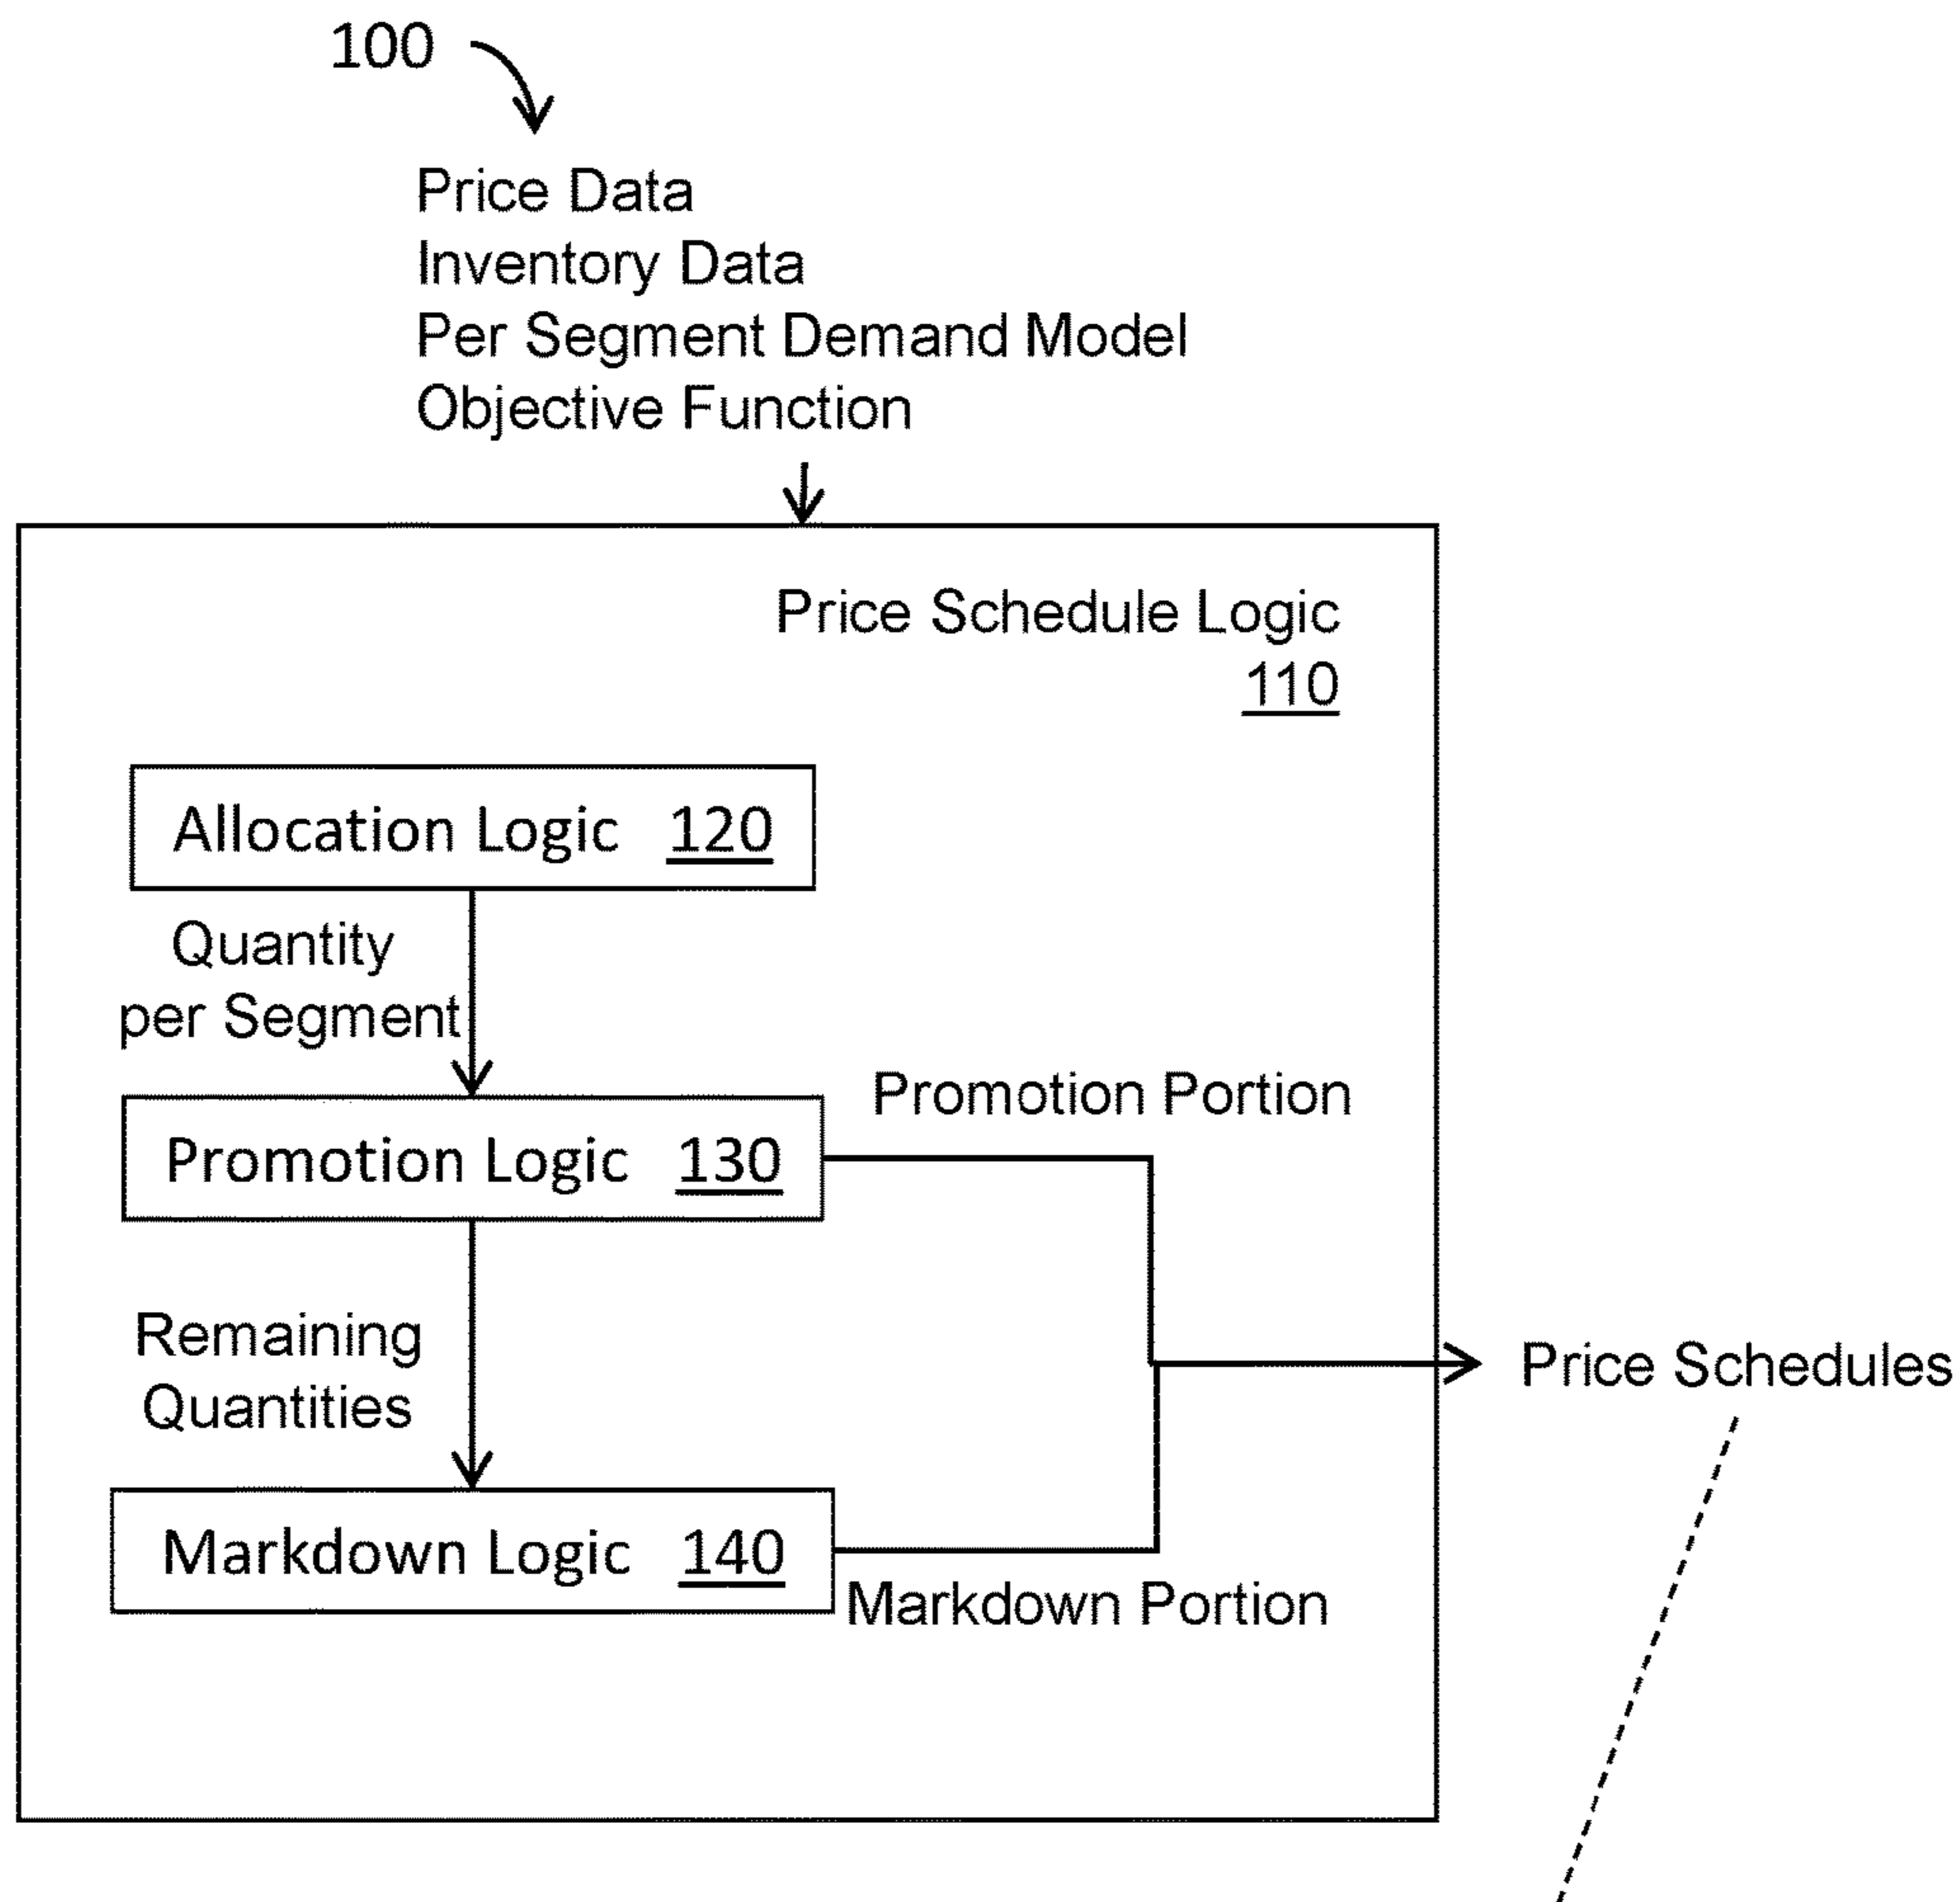 100
Price Data
Inventory Data
Per Segment Demand Model
Objective Function
Price Schedule Logic
110
Allocation Logic 120
Quantity
per Segment
Promotion Portion
Promotion Logic 130
Remaining
Quantities
Price Schedules
Markdown Logic 140
Markdown Portion